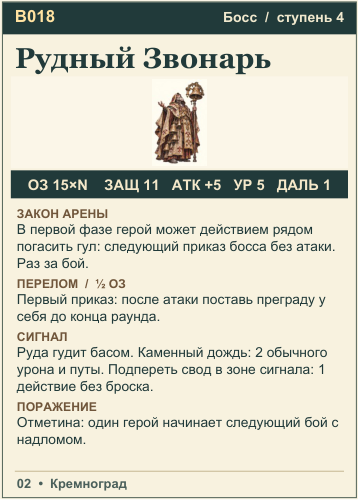 B018
Босс / ступень 4
Рудный Звонарь
ОЗ 15×N ЗАЩ 11 АТК +5 УР 5 ДАЛЬ 1
ЗАКОН АРЕНЫ
В первой фазе герой может действием рядом
погасить гул: следующий приказ босса без атаки.
Раз за бой.
ПЕРЕЛОМ / ½ ОЗ
Первый приказ: после атаки поставь преграду у
себя до конца раунда.
СИГНАЛ
Руда гудит басом. Каменный дождь: 2 обычного
урона и путы. Подпереть свод в зоне сигнала: 1
действие без броска.
ПОРАЖЕНИЕ
Отметина: один герой начинает следующий бой с
надломом.
02 • Кремноград